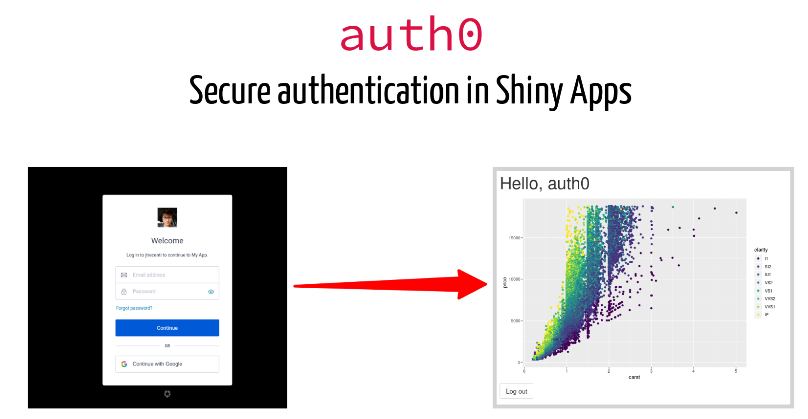 auth0
Secure authentication in Shiny Apps
Welcome
Log in to jtrecenti to continue to My App.
Email address
Password
Forgot password?
Continue
OR
Continue with Google
Hello, auth0
price
15000
10000
5000
0
0
1
2
3
4
5
carat
clarity
I1
SI2
SI1
VS2
VS1
VVS2
VVS1
IF
Log out